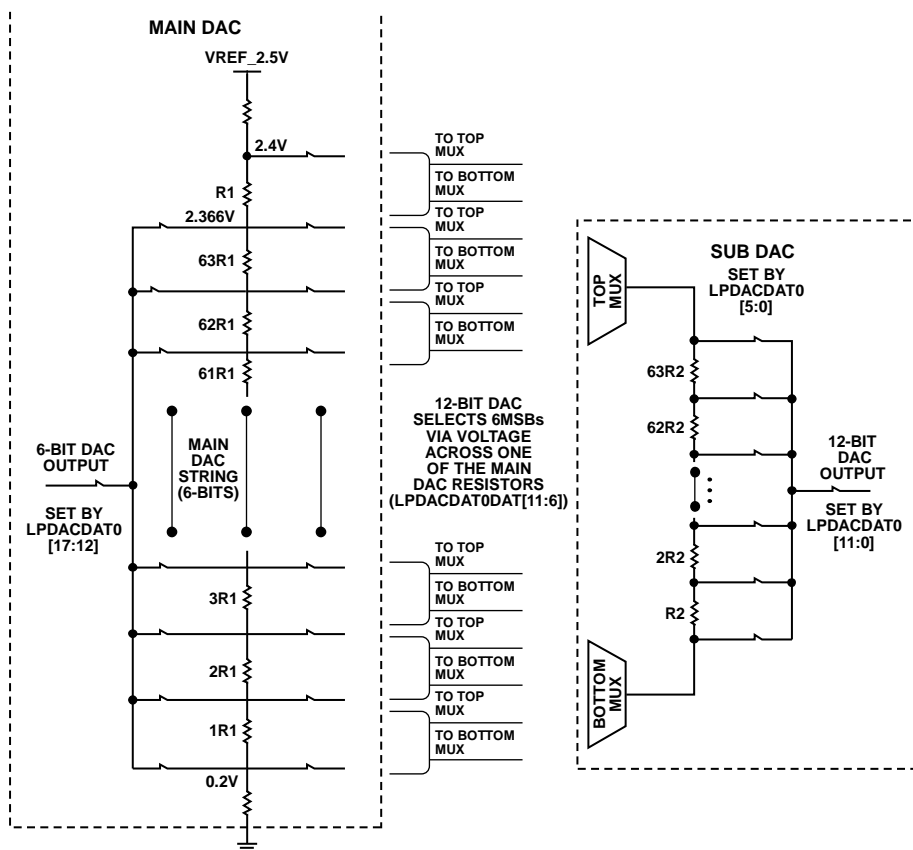 MAIN DAC
VREF_2.5V
2.4V
R1
2.366V
63R1
62R1
61R1
6-BIT DAC
OUTPUT
SET BY
LPDACDAT0
[17:12]
MAIN
DAC
STRING
(6-BITS)
3R1
2R1
1R1
0.2V
TO TOP
MUX
TO BOTTOM
MUX
TO TOP
MUX
TO BOTTOM
MUX
TO TOP
MUX
TO BOTTOM
MUX
12-BIT DAC
SELECTS 6MSBs
VIA VOLTAGE
ACROSS ONE
OF THE MAIN
DAC RESISTORS
(LPDACDAT0DAT[11:6])
TO TOP
MUX
TO BOTTOM
MUX
TO TOP
MUX
TO BOTTOM
MUX
TO TOP
MUX
TO BOTTOM
MUX
TOP
MUX
SUB DAC
SET BY
LPDACDAT0
[5:0]
63R2
62R2
2R2
R2
12-BIT
DAC
OUTPUT
SET BY
LPDACDAT0
[11:0]
BOTTOM
MUX